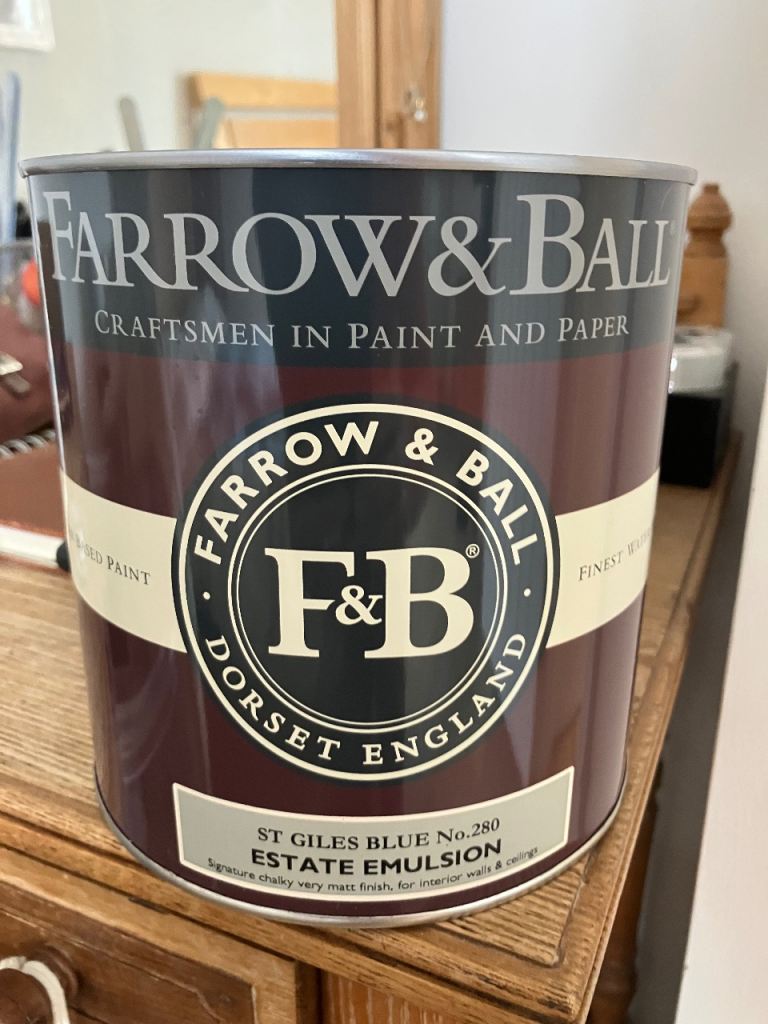 FARROW&BALL
CRAFTSMEN IN PAINT AND PAPER
FARROW & BALL
F&B®
DORSET ENGLAND
PAINT
FINEST
ST GILES BLUE No.280
ESTATE EMULSION
Signature chalky very matt finish, for interior walls & ceilings